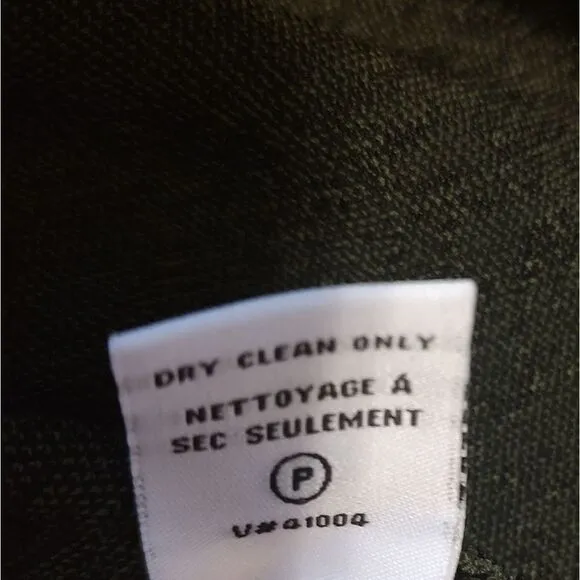 DRY CLEAN ONLY
NETTOYAGE À
SEC SEULEMENT
P
V#41004